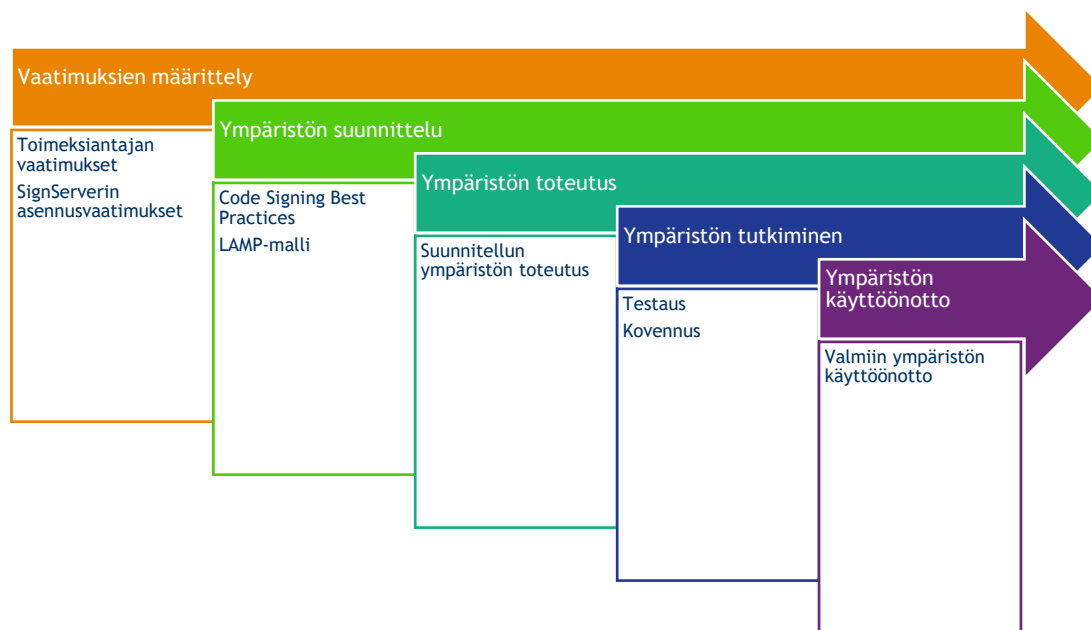 Vaatimuksien määrittely
Toimeksiantajan
vaatimukset
SignServerin
asennusvaatimukset
Ympäristön suunnittelu
Code Signing Best
Practices
LAMP-malli
Ympäristön toteutus
Suunnitellun
ympäristön toteutus
Ympäristön tutkiminen
Testaus
Kovennus
Ympäristön
käyttöönotto
Valmiin ympäristön
käyttöönotto